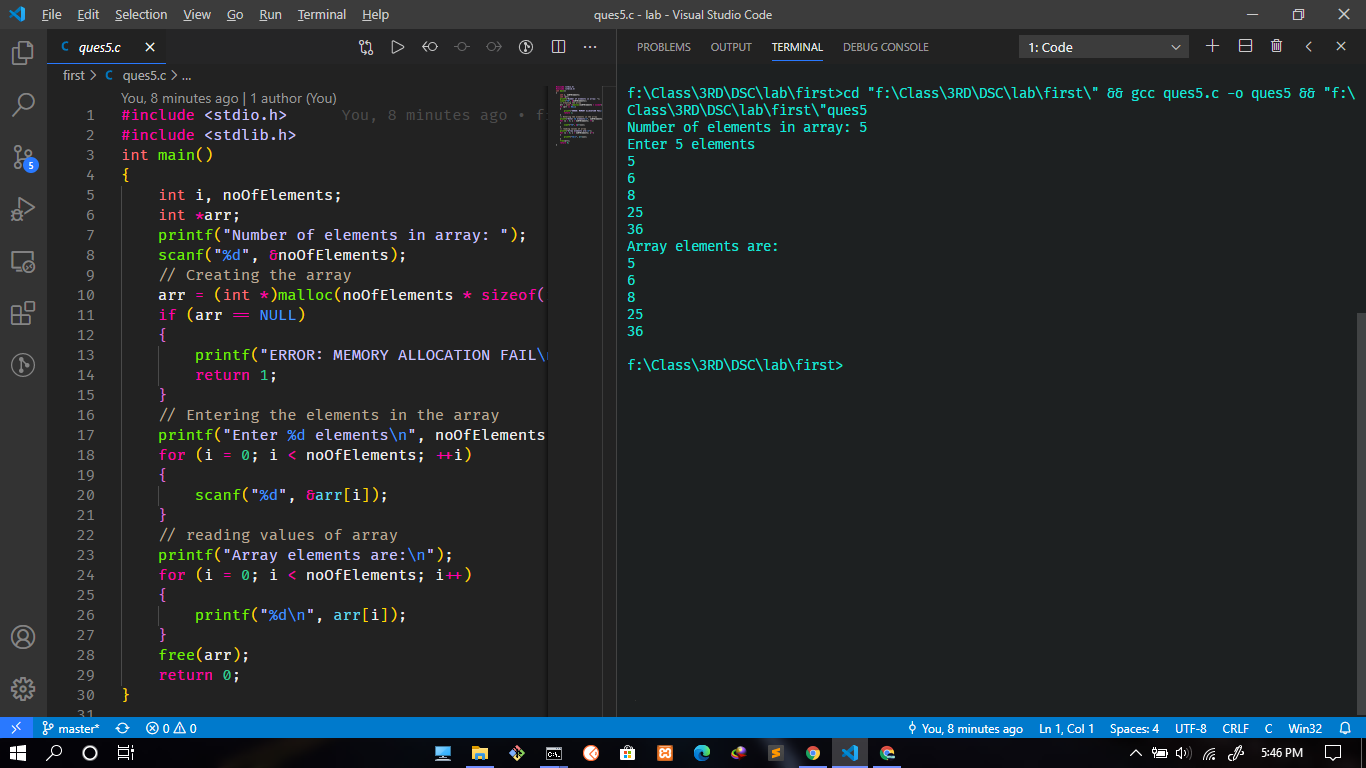 File Edit Selection View Go Run Terminal Help ques5.c - lab - Visual Studio Code
ques5.c
first > ques5.c > ...
You, 8 minutes ago | 1 author (You)
1 #include <stdio.h> You, 8 minutes ago • fi
2 #include <stdlib.h>
3 int main()
4 {
5 int i, noOfElements;
6 int *arr;
7 printf("Number of elements in array: ");
8 scanf("%d", &noOfElements);
9 // Creating the array
10 arr = (int *)malloc(noOfElements * sizeof(
11 if (arr == NULL)
12 {
13 printf("ERROR: MEMORY ALLOCATION FAIL\n
14 return 1;
15 }
16 // Entering the elements in the array
17 printf("Enter %d elements\n", noOfElements
18 for (i = 0; i < noOfElements; ++i)
19 {
20 scanf("%d", &arr[i]);
21 }
22 // reading values of array
23 printf("Array elements are:\n");
24 for (i = 0; i < noOfElements; i++)
25 {
26 printf("%d\n", arr[i]);
27 }
28 free(arr);
29 return 0;
30 }
31
PROBLEMS OUTPUT TERMINAL DEBUG CONSOLE 1: Code
f:\Class\3RD\DSC\lab\first>cd "f:\Class\3RD\DSC\lab\first\" && gcc ques5.c -o ques5 && "f:\
Class\3RD\DSC\lab\first\"ques5
Number of elements in array: 5
Enter 5 elements
5
6
8
25
36
Array elements are:
5
6
8
25
36
f:\Class\3RD\DSC\lab\first>
5
master* 0 0 You, 8 minutes ago Ln 1, Col 1 Spaces: 4 UTF-8 CRLF C Win32
5:46 PM